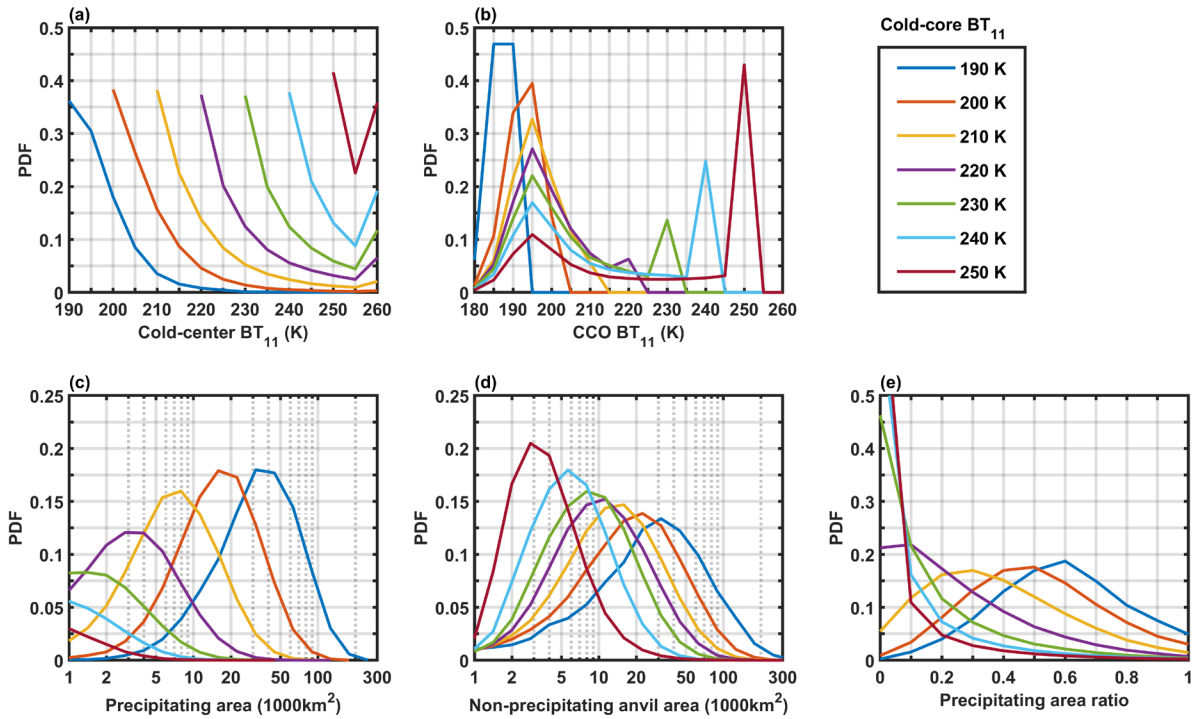 (a)
0.5
0.4
0.3
0.2
0.1
0
PDF
190 200 210 220 230 240 250 260
Cold-center BT11 (K)
(b)
0.5
0.4
0.3
0.2
0.1
0
PDF
180 190 200 210 220 230 240 250 260
CCO BT11 (K)
Cold-core BT11
190 K
200 K
210 K
220 K
230 K
240 K
250 K
(c)
0.25
0.2
0.15
0.1
0.05
0
PDF
1 2 5 10 20 50 100 300
Precipitating area (1000km2)
(d)
0.25
0.2
0.15
0.1
0.05
0
PDF
1 2 5 10 20 50 100 300
Non-precipitating anvil area (1000km2)
(e)
0.5
0.4
0.3
0.2
0.1
0
PDF
0 0.2 0.4 0.6 0.8 1
Precipitating area ratio